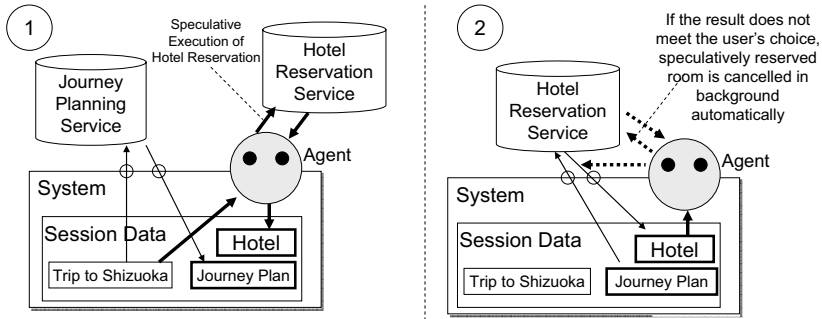 1
Speculative
Execution of
Hotel Reservation
Hotel
Reservation
Service
Journey
Planning
Service
Agent
System
Session Data
Hotel
Trip to Shizuoka
Journey Plan
2
If the result does not
meet the user's choice,
speculatively reserved
room is cancelled in
background
automatically
Hotel
Reservation
Service
Agent
System
Session Data
Hotel
Trip to Shizuoka
Journey Plan